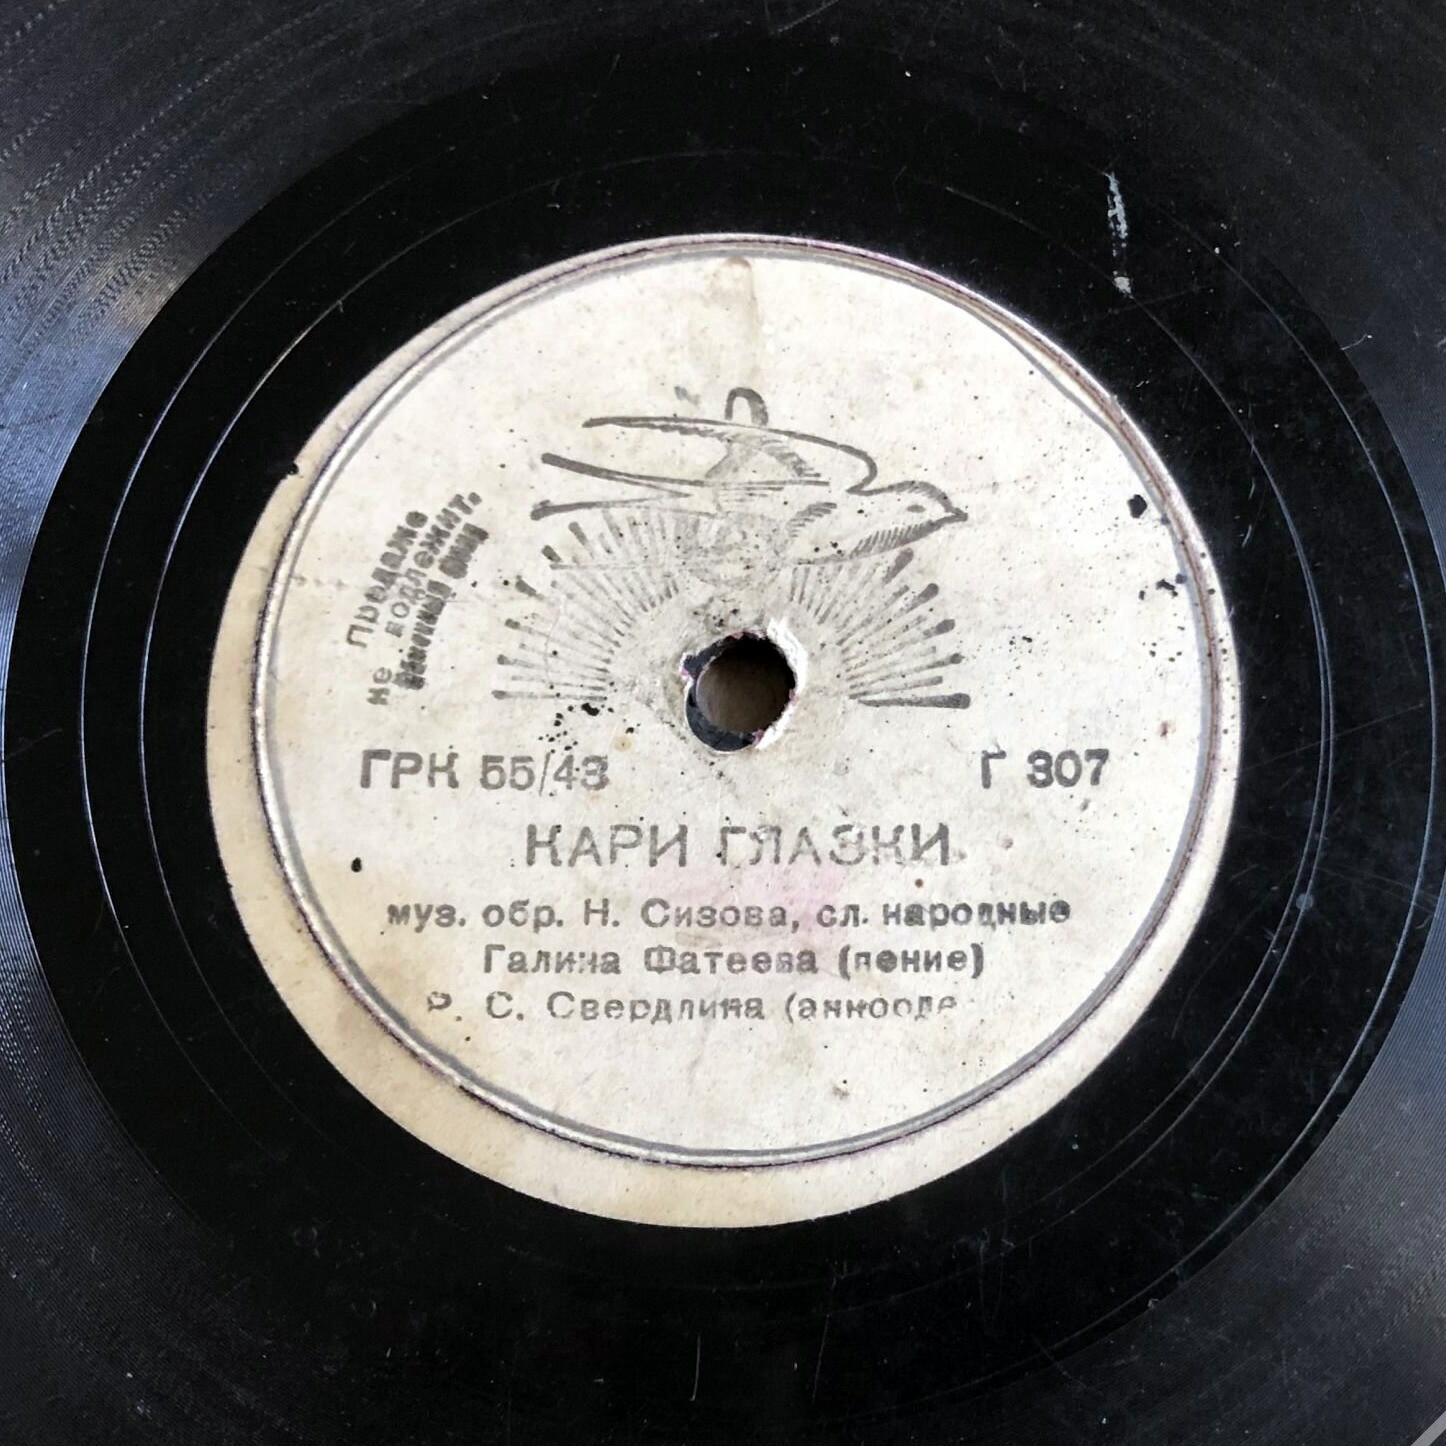 Продаже
не подлежит.
ГРК 55/43
Г 307
КАРИ ГЛАЗКИ
муз. обр. Н. Сизова, сл. народные
Галина Фатеева (пение)
Р. С. Свердлина